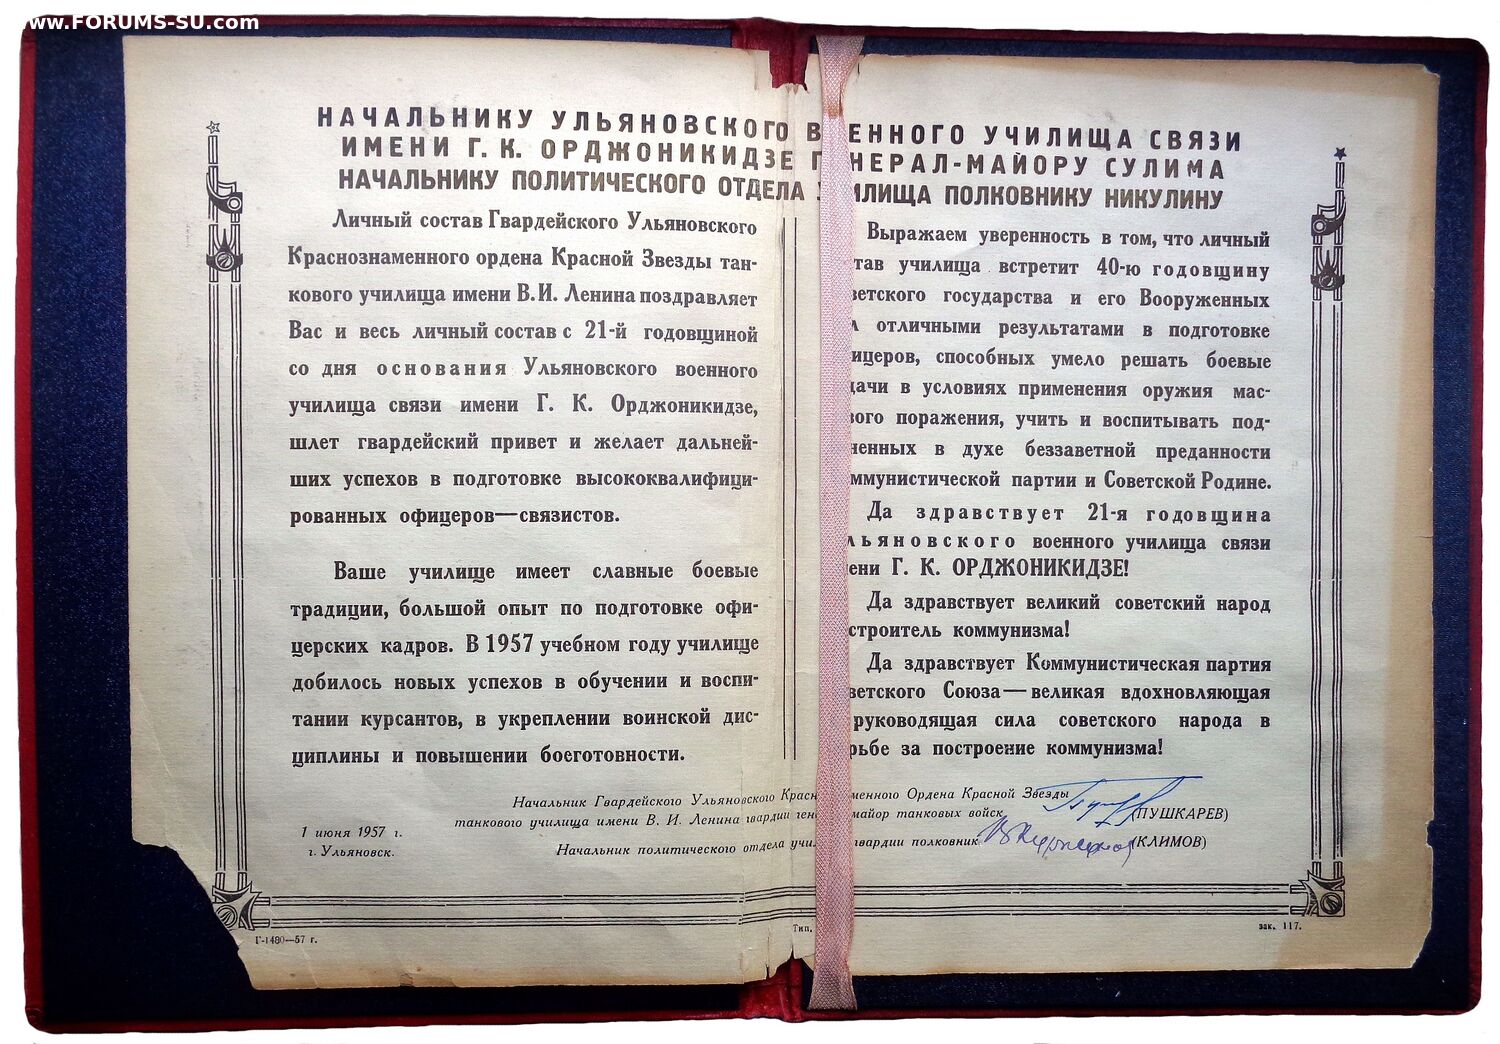 www.FORUMS-SU.com
НАЧАЛЬНИКУ УЛЬЯНОВСКОГО В ЕННОГО УЧИЛИЩА СВЯЗИ
ИМЕНИ Г. К. ОРДЖОНИКИДЗЕ Г НЕРАЛ-МАЙОРУ СУЛИМА
НАЧАЛЬНИКУ ПОЛИТИЧЕСКОГО ОТДЕЛА ИЛИЩА ПОЛКОВНИКУ НИКУЛИНУ
Личный состав Гвардейского Ульяновского
Краснознаменного ордена Красной Звезды тан-
кового училища имени В. И. Ленина поздравляет
Вас и весь личный состав с 21-й годовщиной
со дня основания Ульяновского военного
училища связи имени Г. К. Орджоникидзе,
шлет гвардейский привет и желает дальней-
ших успехов в подготовке высококвалифици-
рованных офицеров—связистов.
Ваше училище имеет славные боевые
традиции, большой опыт по подготовке офи-
церских кадров. В 1957 учебном году училище
добилось новых успехов в обучении и воспи-
тании курсантов, в укреплении воинской дис-
циплины и повышении боеготовности.
Выражаем уверенность в том, что личный
тав училища встретит 40-ю годовщину
ветского государства и его Вооруженных
л отличными результатами в подготовке
ицеров, способных умело решать боевые
дачи в условиях применения оружия мас-
вого поражения, учить и воспитывать под-
ненных в духе беззаветной преданности
ммунистической партии и Советской Родине.
Да здравствует 21-я годовщина
льяновского военного училища связи
ени Г. К. ОРДЖОНИКИДЗЕ!
Да здравствует великий советский народ
строитель коммунизма!
Да здравствует Коммунистическая партия
ветского Союза—великая вдохновляющая
руководящая сила советского народа в
рьбе за построение коммунизма!
Начальник Гвардейского Ульяновского Красн менного Ордена Красной Звезды
танкового училища имени В. И. Ленина гвардии ген майор танковых войск (ПУШКАРЕВ)
Начальник политического отдела учи гвардии полковник (КЛИМОВ)
1 июня 1957 г.
г. Ульяновск.
Г-1480—57 г.
Тип.
зак. 117.